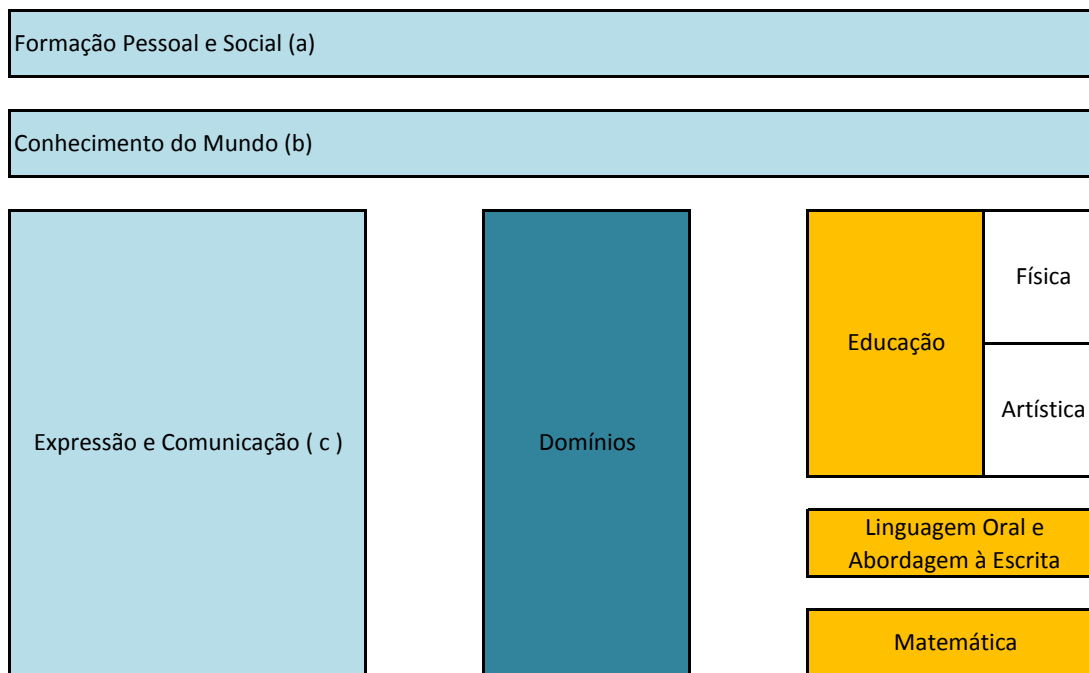 Formação Pessoal e Social (a)
Conhecimento do Mundo (b)
Expressão e Comunicação ( c )
Domínios
Educação
Física
Artística
Linguagem Oral e
Abordagem à Escrita
Matemática